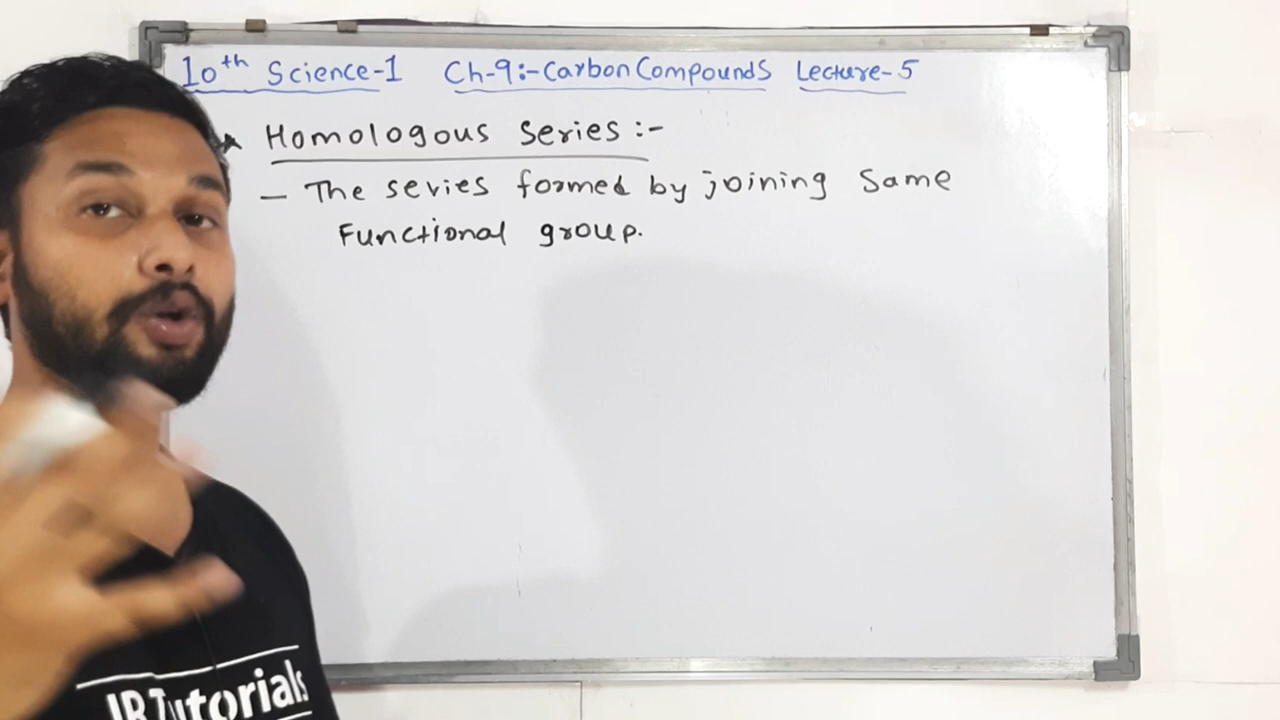 10th Science-1 Ch-9:- Carbon Compounds Lecture-5
★ Homologous Series :-
– The series formed by joining Same
Functional group.
JR Tutorials